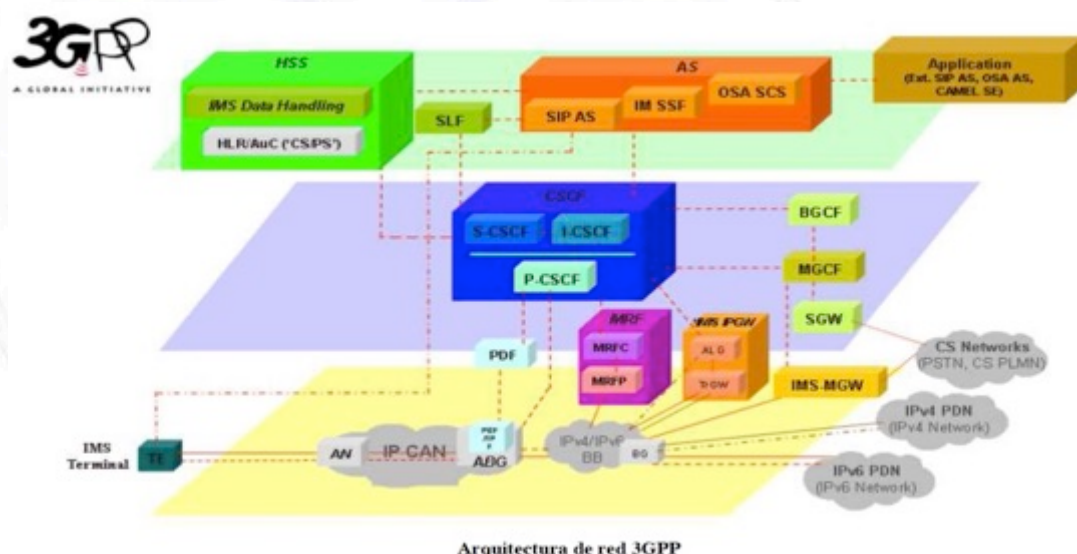 3GPP
A GLOBAL INITIATIVE
HSS
IMS Data Handling
HLR/AuC ('CS/PS')
SLF
AS
SIP AS
IM SSF
OSA SCS
Application
(Ext. SIP AS, OSA AS,
CAMEL SE)
CSCF
S-CSCF
I-CSCF
P-CSCF
BGCF
MGCF
SGW
PDF
MRFC
MRFP
ALG
IMS-MGW
CS Networks
(PSTN, CS PLMN)
IPv4 PDN
(IPv4 Network)
IPv6 PDN
(IPv6 Network)
IMS
Terminal
TE
AN
IP CAN
BB
BG
Arquitectura de red 3GPP